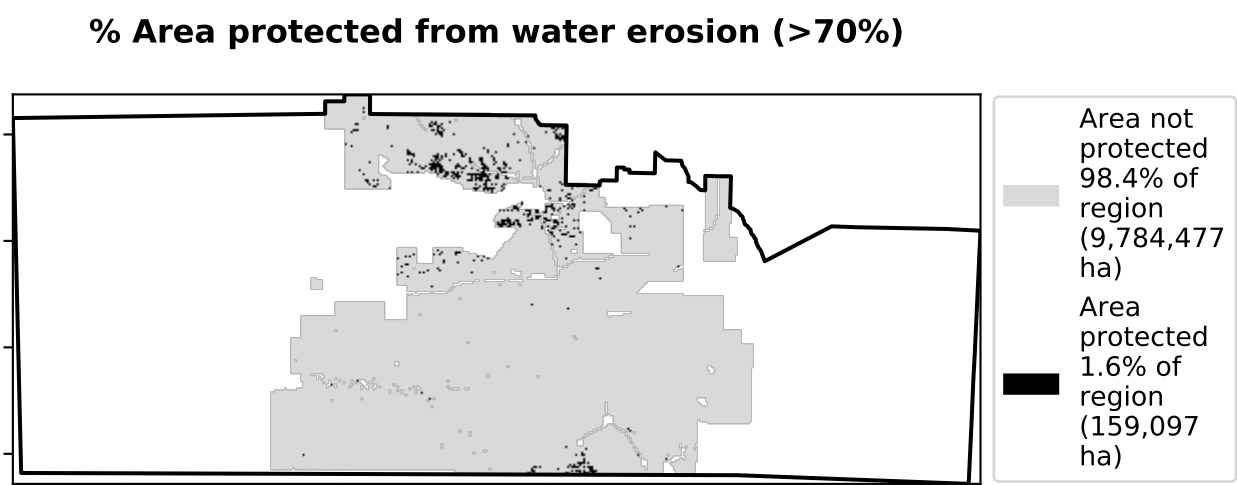 % Area protected from water erosion (>70%)
Area not
protected
98.4% of
region
(9,784,477
ha)
Area
protected
1.6% of
region
(159,097
ha)